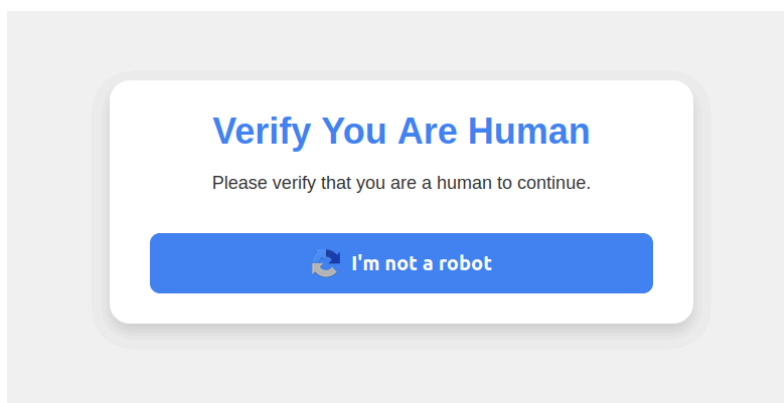 Verify You Are Human
Please verify that you are a human to continue.
I'm not a robot